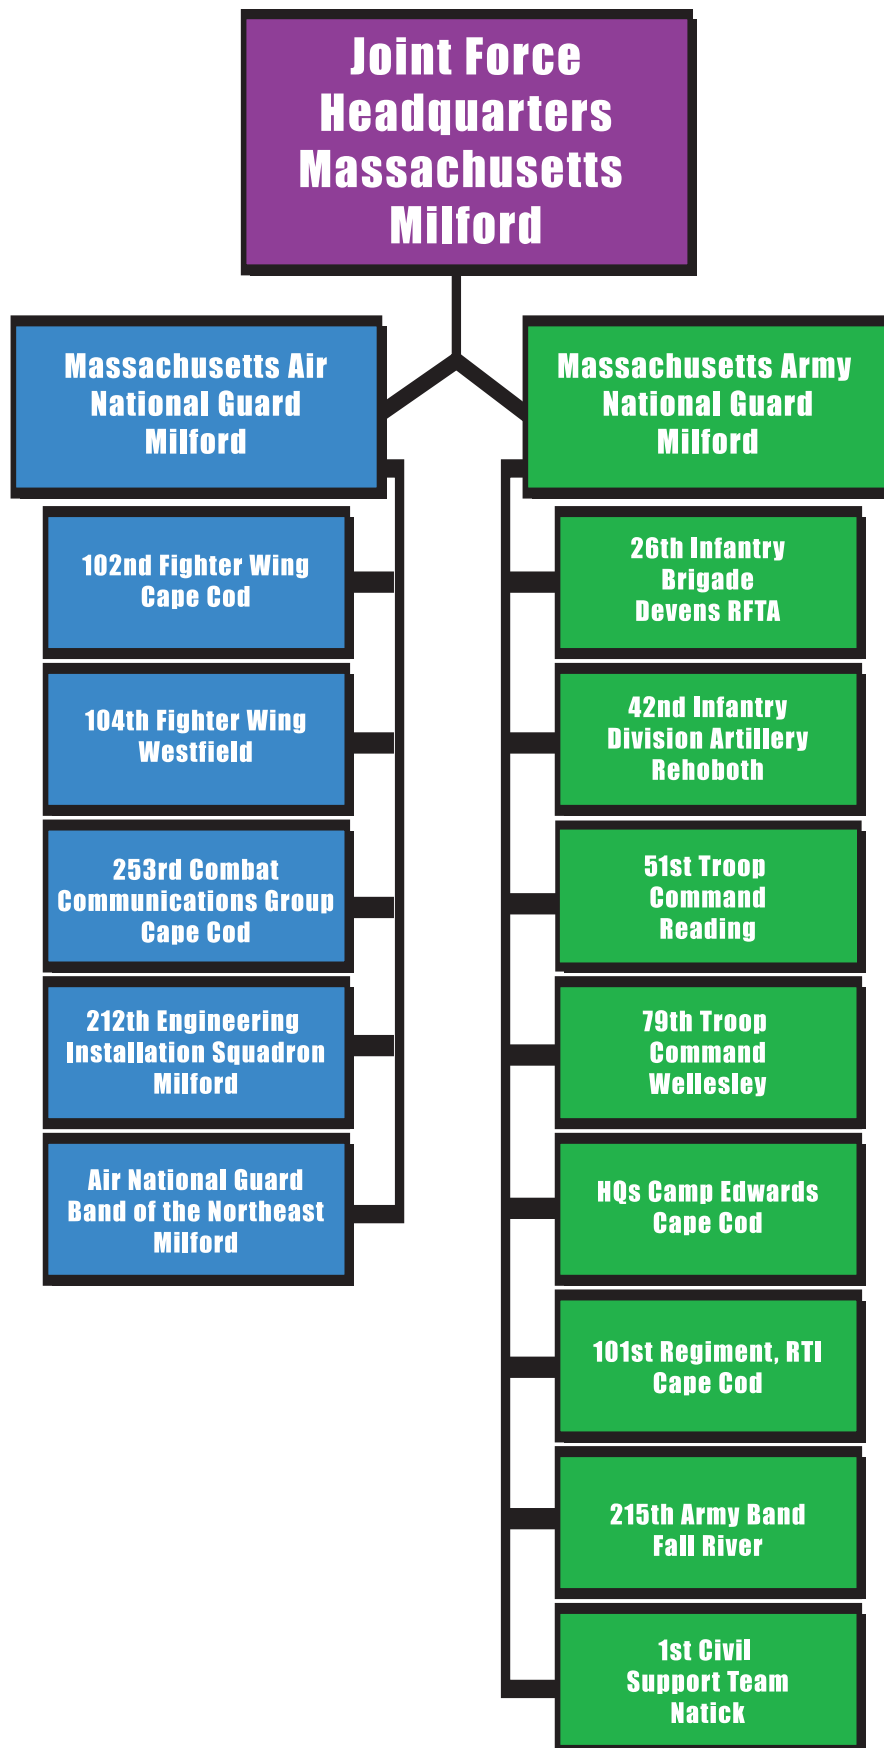 Joint Force
Headquarters
Massachusetts
Milford
Massachusetts Air
National Guard
Milford
102nd Fighter Wing
Cape Cod
104th Fighter Wing
Westfield
253rd Combat
Communications Group
Cape Cod
212th Engineering
Installation Squadron
Milford
Air National Guard
Band of the Northeast
Milford
Massachusetts Army
National Guard
Milford
26th Infantry
Brigade
Devens RFTA
42nd Infantry
Division Artillery
Rehoboth
51st Troop
Command
Reading
79th Troop
Command
Wellesley
HQs Camp Edwards
Cape Cod
101st Regiment, RTI
Cape Cod
215th Army Band
Fall River
1st Civil
Support Team
Natick